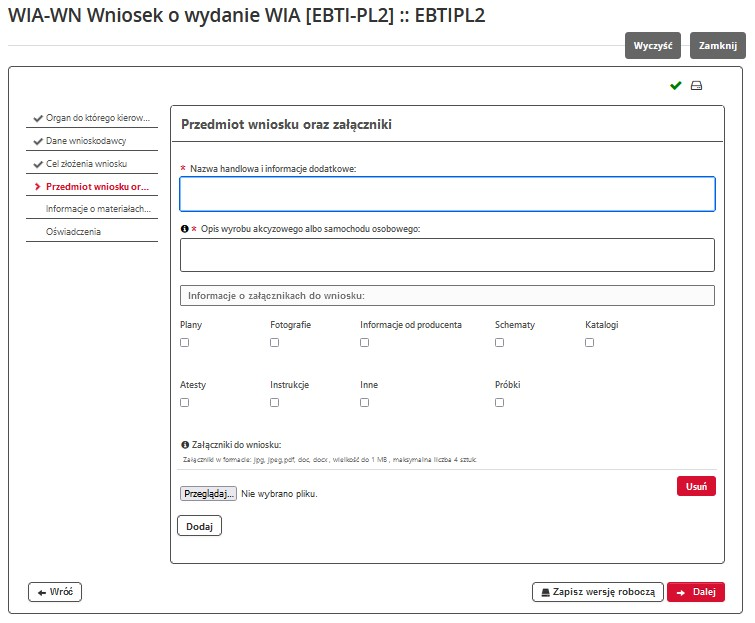 WIA-WN Wniosek o wydanie WIA [EBTI-PL2] :: EBTIPL2
Wyczyść
Zamknij
Organ do którego kierow...
Dane wnioskodawcy
Cel złożenia wniosku
Przedmiot wniosku or...
Informacje o materiałach...
Oświadczenia
Przedmiot wniosku oraz załączniki
* Nazwa handlowa i informacje dodatkowe:
* Opis wyrobu akcyzowego albo samochodu osobowego:
Informacje o załącznikach do wniosku:
Plany Fotografie Informacje od producenta Schematy Katalogi
Atesty Instrukcje Inne Próbki
Załączniki do wniosku:
Załączniki w formacie: jpg, jpeg,pdf, doc, docx , wielkość do 1 MB , maksymalna liczba 4 sztuk
Usuń
Przeglądaj... Nie wybrano pliku.
Dodaj
Wróć
Zapisz wersję roboczą
Dalej